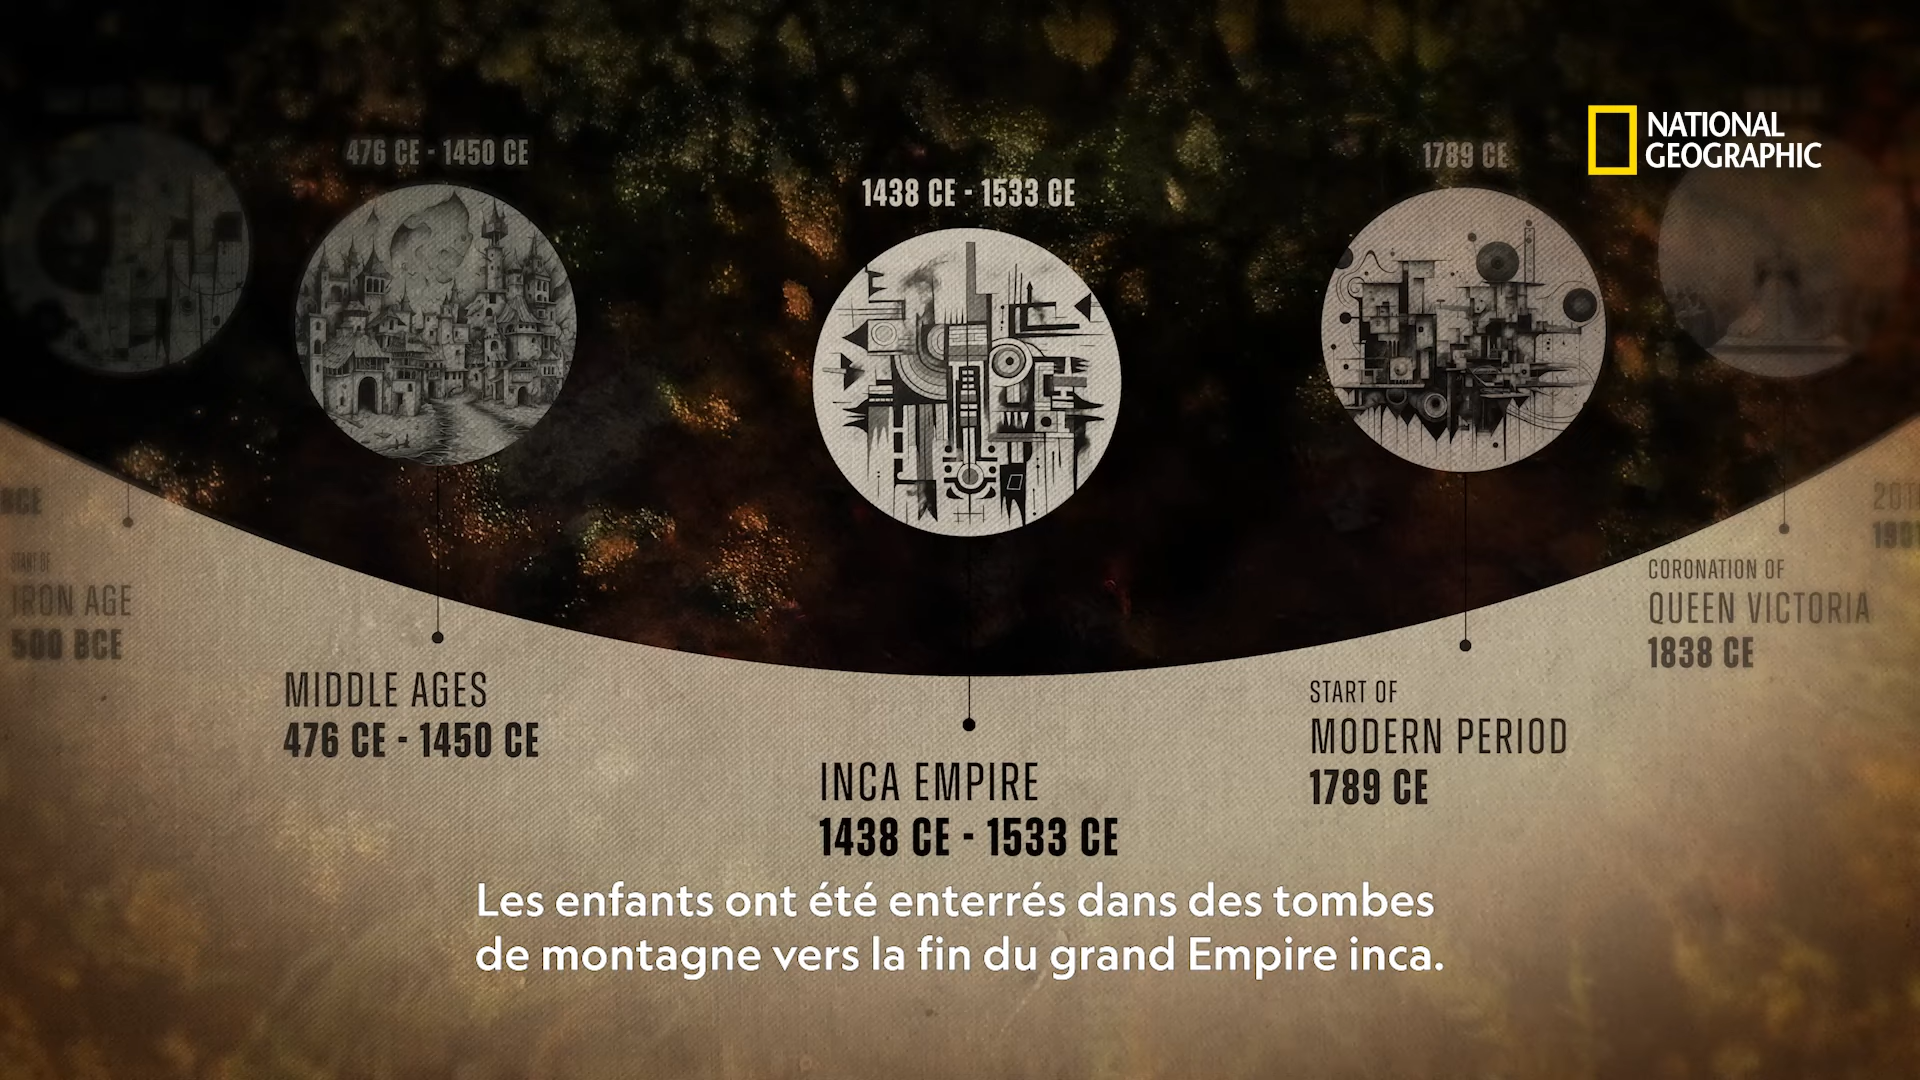 NATIONAL
GEOGRAPHIC
476 CE - 1450 CE
1438 CE - 1533 CE
1789 CE
BCE
START OF
IRON AGE
500 BCE
MIDDLE AGES
476 CE - 1450 CE
INCA EMPIRE
1438 CE - 1533 CE
START OF
MODERN PERIOD
1789 CE
CORONATION OF
QUEEN VICTORIA
1838 CE
Les enfants ont été enterrés dans des tombes
de montagne vers la fin du grand Empire inca.